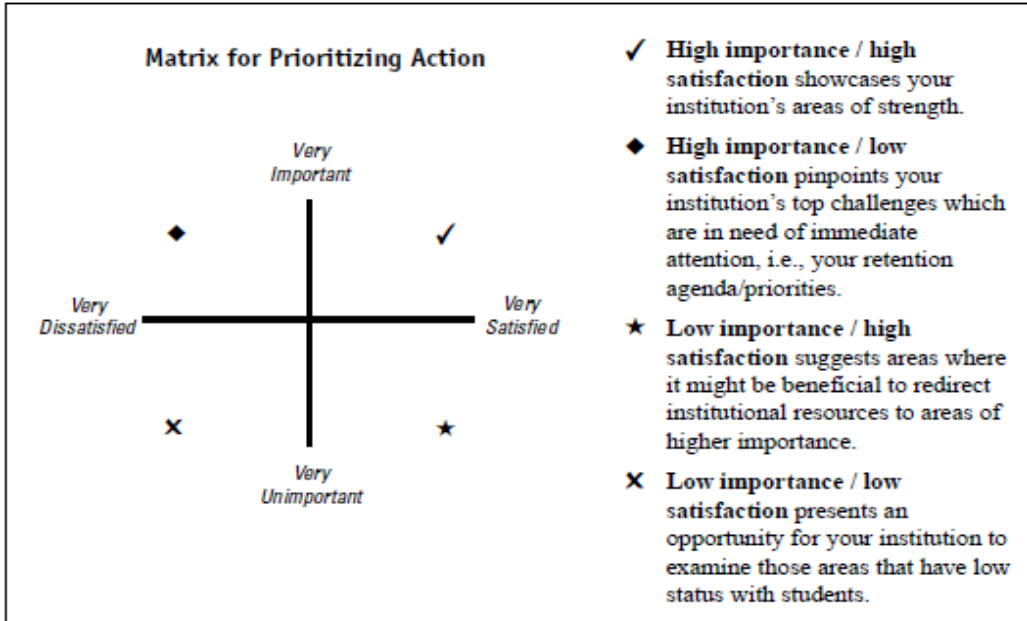 Matrix for Prioritizing Action
Very
Important
Very
Dissatisfied
Very
Satisfied
Very
Unimportant
✓ High importance / high
satisfaction showcases your
institution's areas of strength.
◆ High importance / low
satisfaction pinpoints your
institution's top challenges which
are in need of immediate
attention, i.e., your retention
agenda/priorities.
★ Low importance / high
satisfaction suggests areas where
it might be beneficial to redirect
institutional resources to areas of
higher importance.
✕ Low importance / low
satisfaction presents an
opportunity for your institution to
examine those areas that have low
status with students.